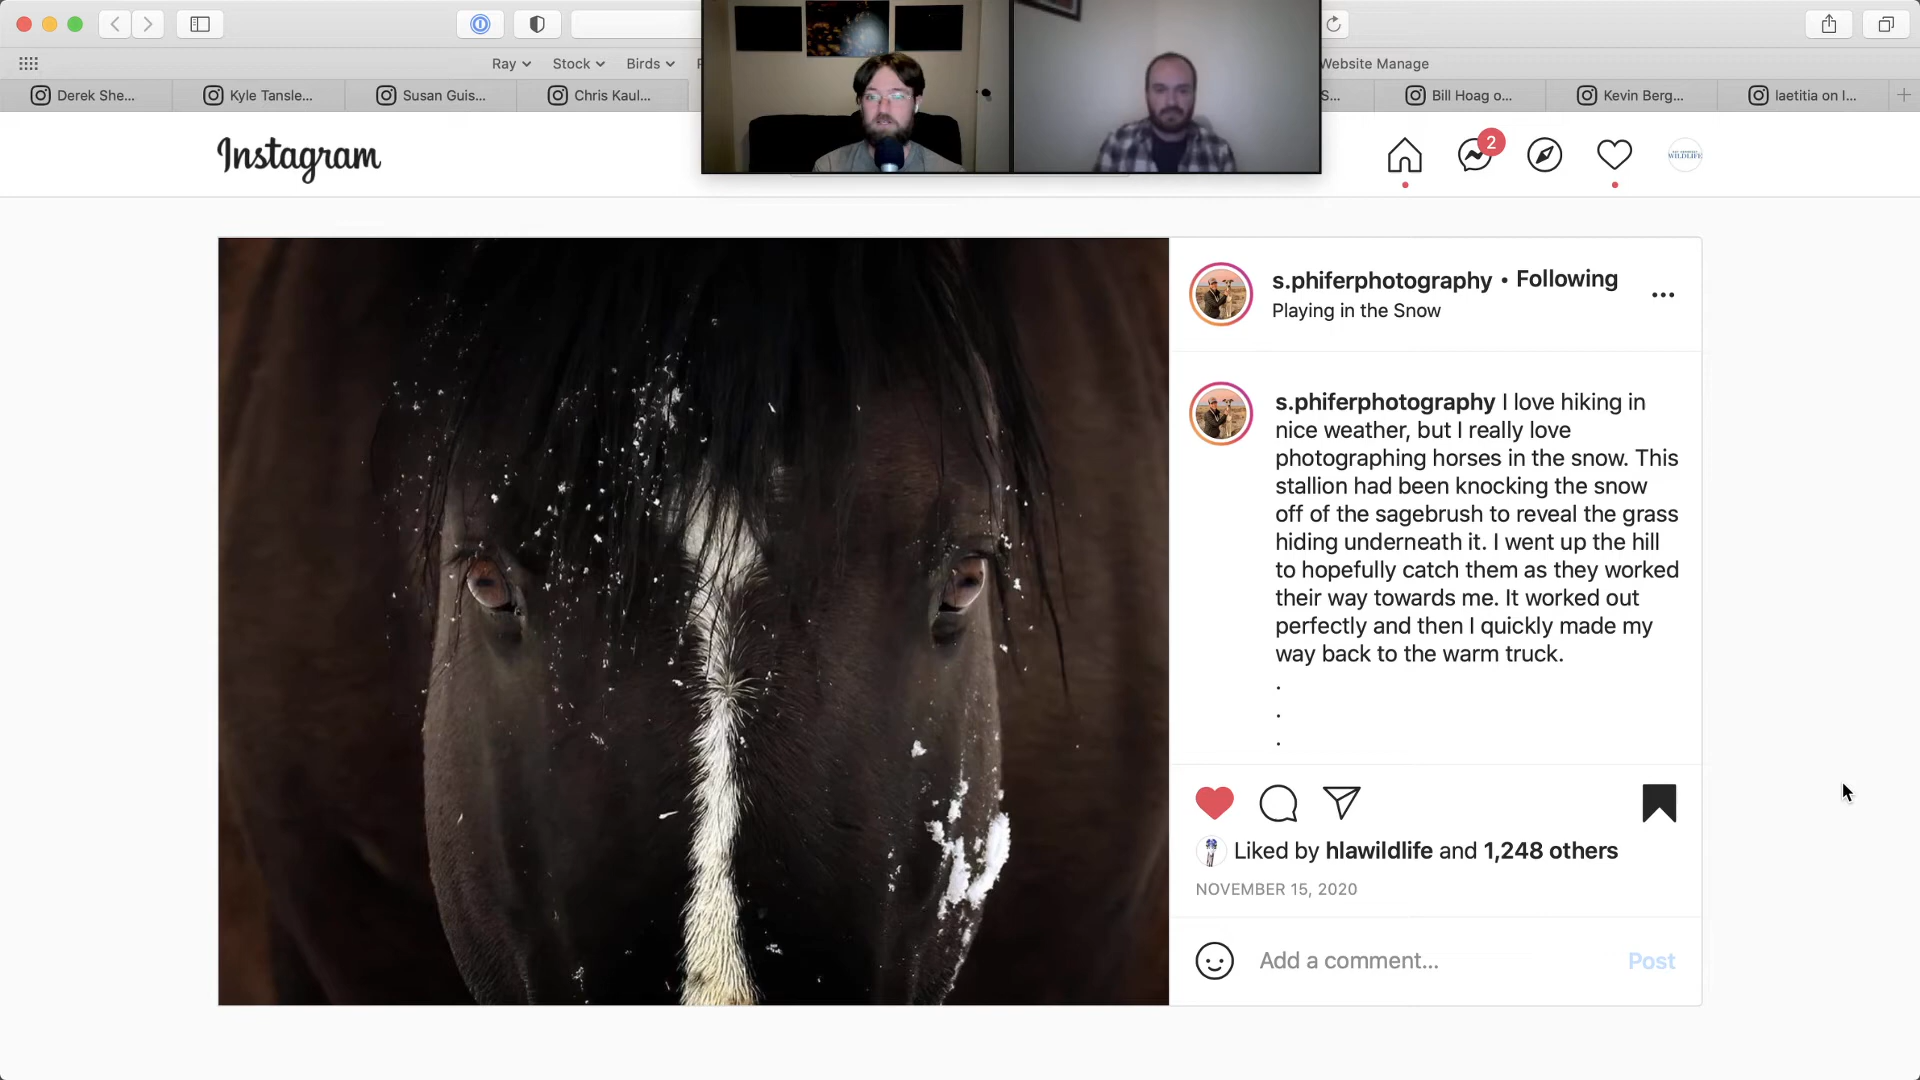 Ray
Stock
Birds
Website Manage
Derek She...
Kyle Tansle...
Susan Guis...
Chris Kaul...
S...
Bill Hoag o...
Kevin Berg...
laetitia on I...
Instagram
2
WILDLIFE
s.phiferphotography • Following
Playing in the Snow
s.phiferphotography I love hiking in
nice weather, but I really love
photographing horses in the snow. This
stallion had been knocking the snow
off of the sagebrush to reveal the grass
hiding underneath it. I went up the hill
to hopefully catch them as they worked
their way towards me. It worked out
perfectly and then I quickly made my
way back to the warm truck.
.
.
.
Liked by hlawildlife and 1,248 others
NOVEMBER 15, 2020
Add a comment...
Post